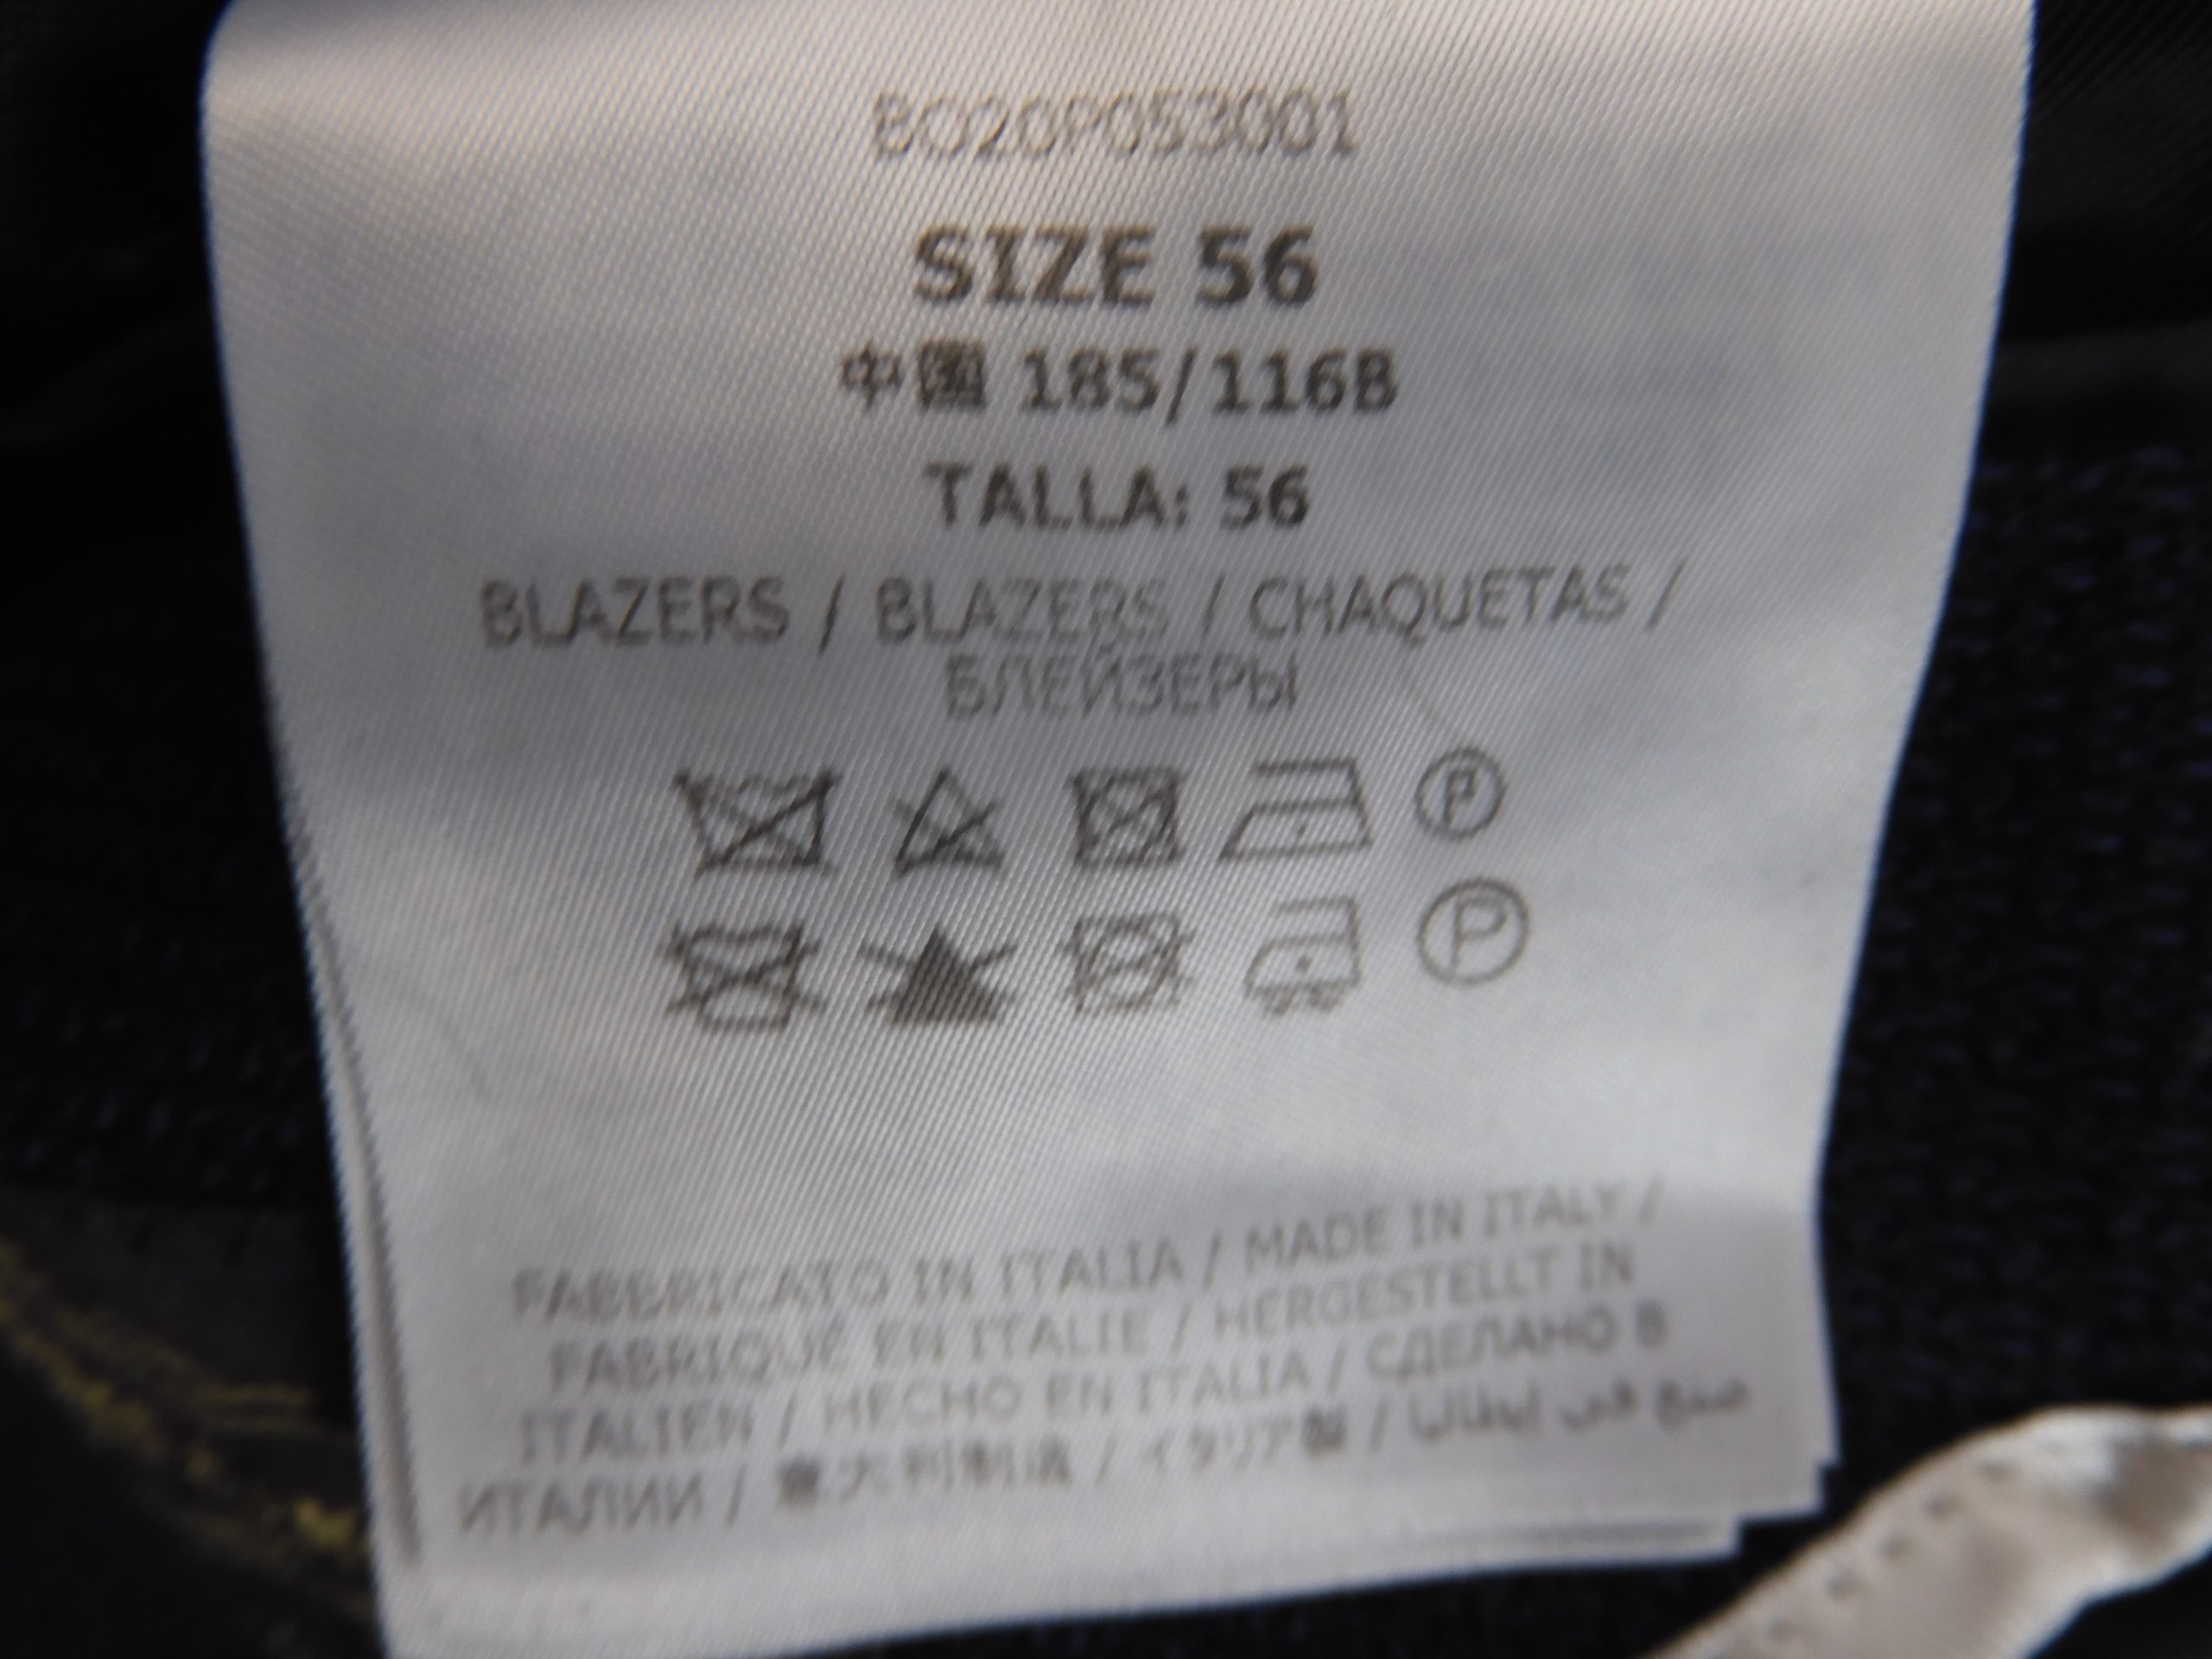 BO20P053001
SIZE 56
中国 185/116B
TALLA: 56
BLAZERS / BLAZERS / CHAQUETAS /
БЛЕЙЗЕРЫ
P
P
FABBRICATO IN ITALIA / MADE IN ITALY /
FABRIQUÉ EN ITALIE / HERGESTELLT IN
ITALIEN / HECHO EN ITALIA / СДЕЛАНО В
ИТАЛИИ / 意大利制造 / イタリア製 / صنع في إيطاليا